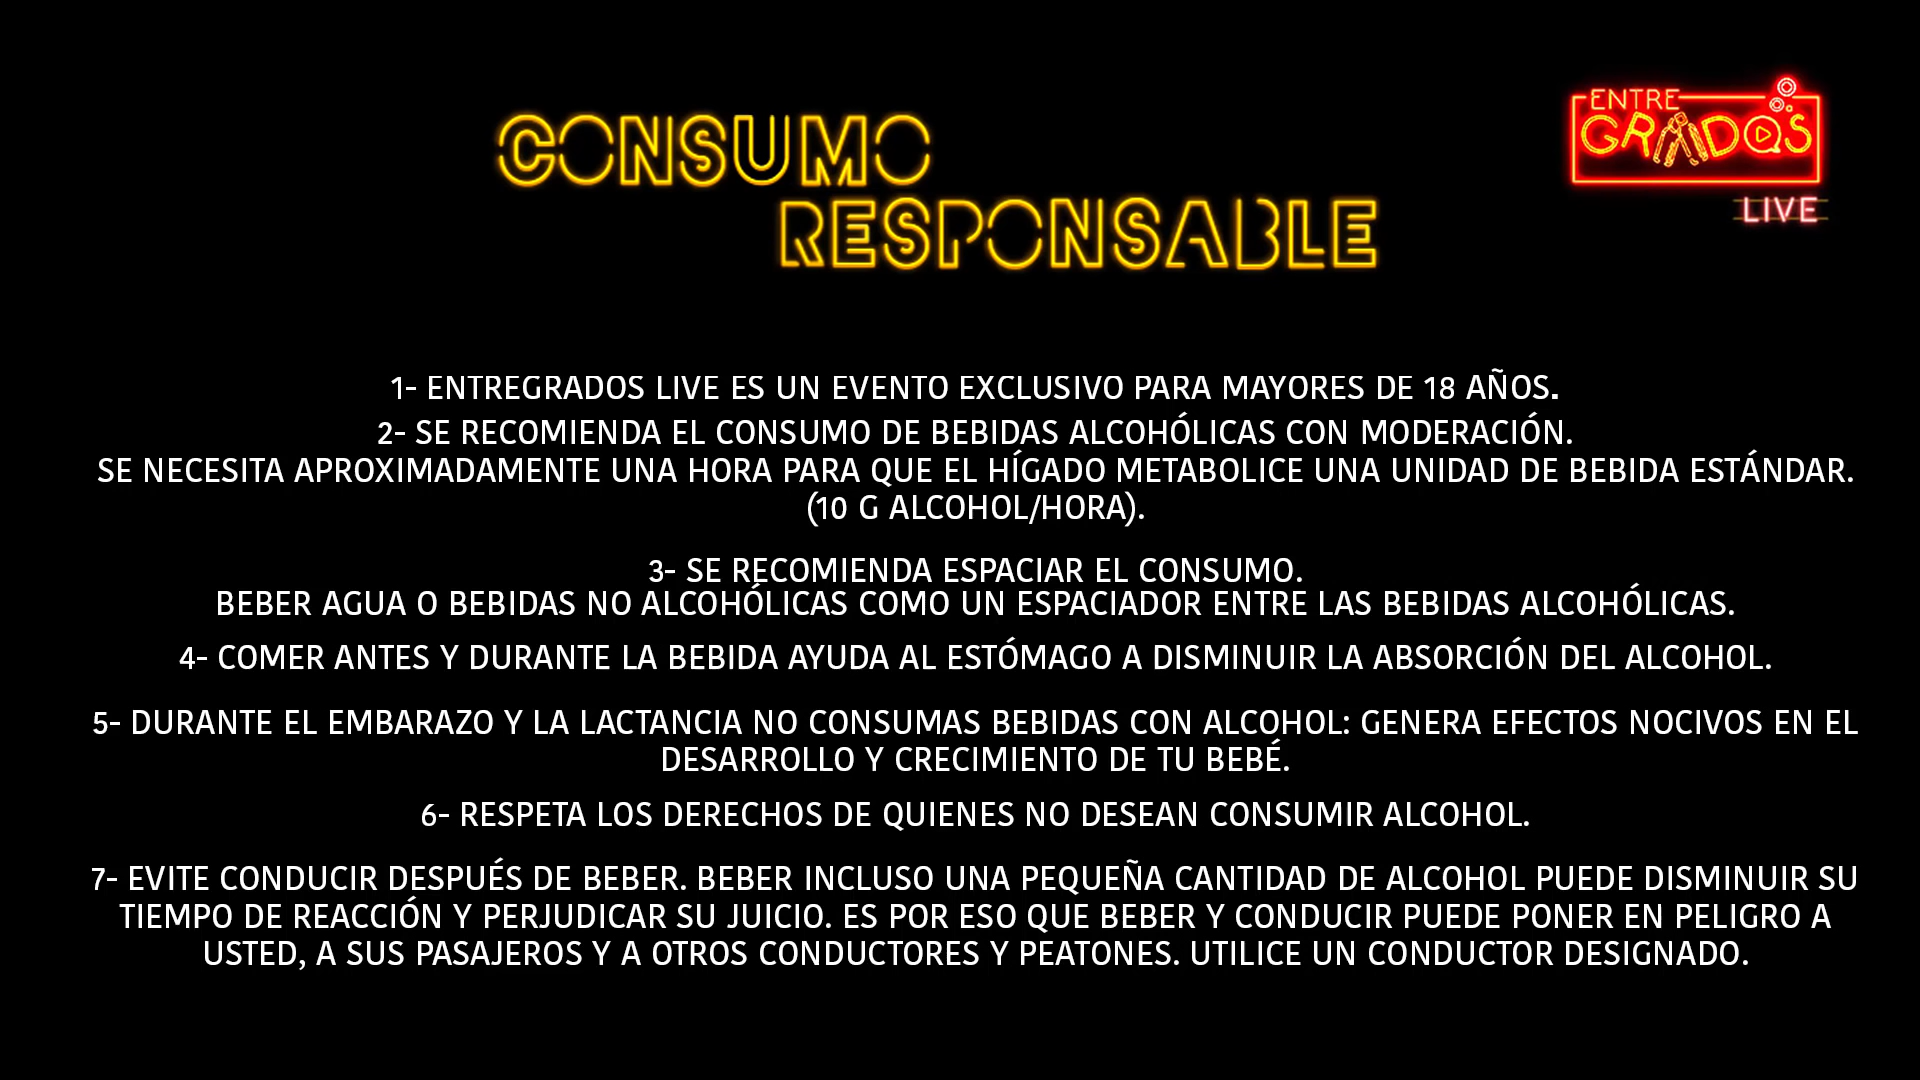 CONSUMO
RESPONSABLE
ENTRE
GRADOS
LIVE
1- ENTREGRADOS LIVE ES UN EVENTO EXCLUSIVO PARA MAYORES DE 18 AÑOS.
2- SE RECOMIENDA EL CONSUMO DE BEBIDAS ALCOHÓLICAS CON MODERACIÓN.
SE NECESITA APROXIMADAMENTE UNA HORA PARA QUE EL HÍGADO METABOLICE UNA UNIDAD DE BEBIDA ESTÁNDAR.
(10 G ALCOHOL/HORA).
3- SE RECOMIENDA ESPACIAR EL CONSUMO.
BEBER AGUA O BEBIDAS NO ALCOHÓLICAS COMO UN ESPACIADOR ENTRE LAS BEBIDAS ALCOHÓLICAS.
4- COMER ANTES Y DURANTE LA BEBIDA AYUDA AL ESTÓMAGO A DISMINUIR LA ABSORCIÓN DEL ALCOHOL.
5- DURANTE EL EMBARAZO Y LA LACTANCIA NO CONSUMAS BEBIDAS CON ALCOHOL: GENERA EFECTOS NOCIVOS EN EL
DESARROLLO Y CRECIMIENTO DE TU BEBÉ.
6- RESPETA LOS DERECHOS DE QUIENES NO DESEAN CONSUMIR ALCOHOL.
7- EVITE CONDUCIR DESPUÉS DE BEBER. BEBER INCLUSO UNA PEQUEÑA CANTIDAD DE ALCOHOL PUEDE DISMINUIR SU
TIEMPO DE REACCIÓN Y PERJUDICAR SU JUICIO. ES POR ESO QUE BEBER Y CONDUCIR PUEDE PONER EN PELIGRO A
USTED, A SUS PASAJEROS Y A OTROS CONDUCTORES Y PEATONES. UTILICE UN CONDUCTOR DESIGNADO.